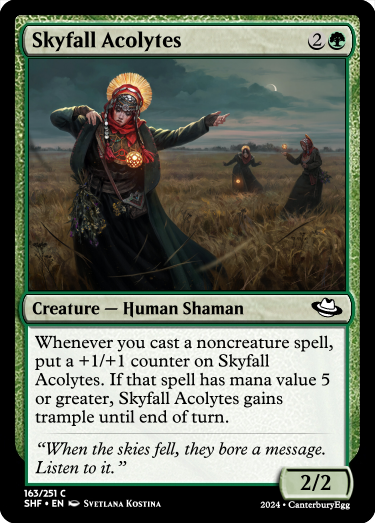 Skyfall Acolytes 2
Creature — Human Shaman
Whenever you cast a noncreature spell,
put a +1/+1 counter on Skyfall
Acolytes. If that spell has mana value 5
or greater, Skyfall Acolytes gains
trample until end of turn.
“When the skies fell, they bore a message.
Listen to it.”
2/2
163/251 C
SHF • EN Svetlana Kostina
2024 • CanterburyEgg